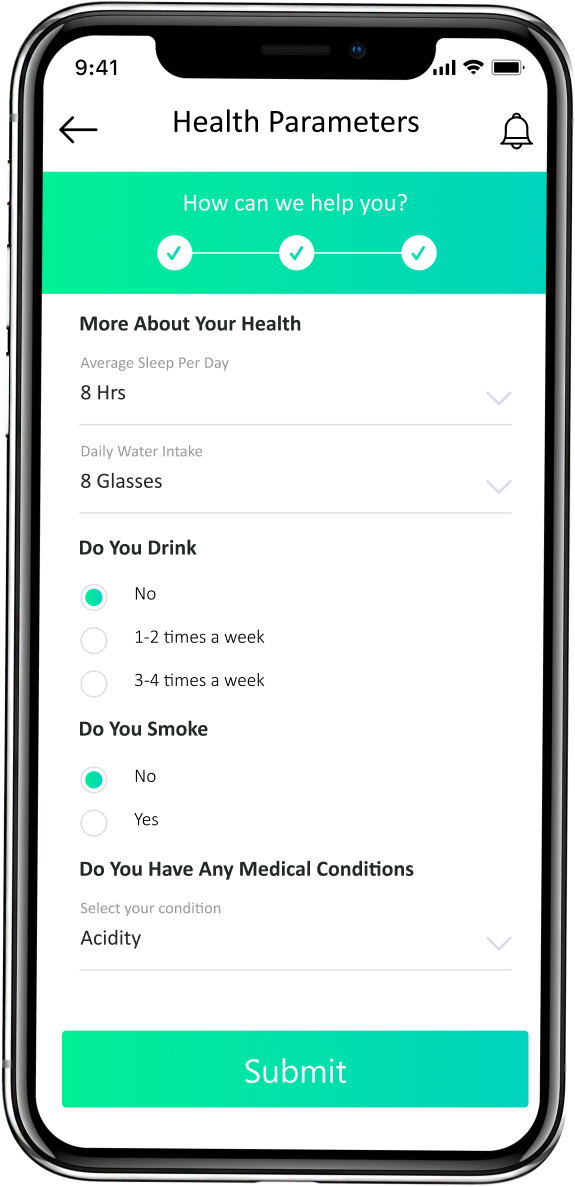 9:41
Health Parameters
How can we help you?
More About Your Health
Average Sleep Per Day
8 Hrs
Daily Water Intake
8 Glasses
Do You Drink
No
1-2 times a week
3-4 times a week
Do You Smoke
No
Yes
Do You Have Any Medical Conditions
Select your condition
Acidity
Submit